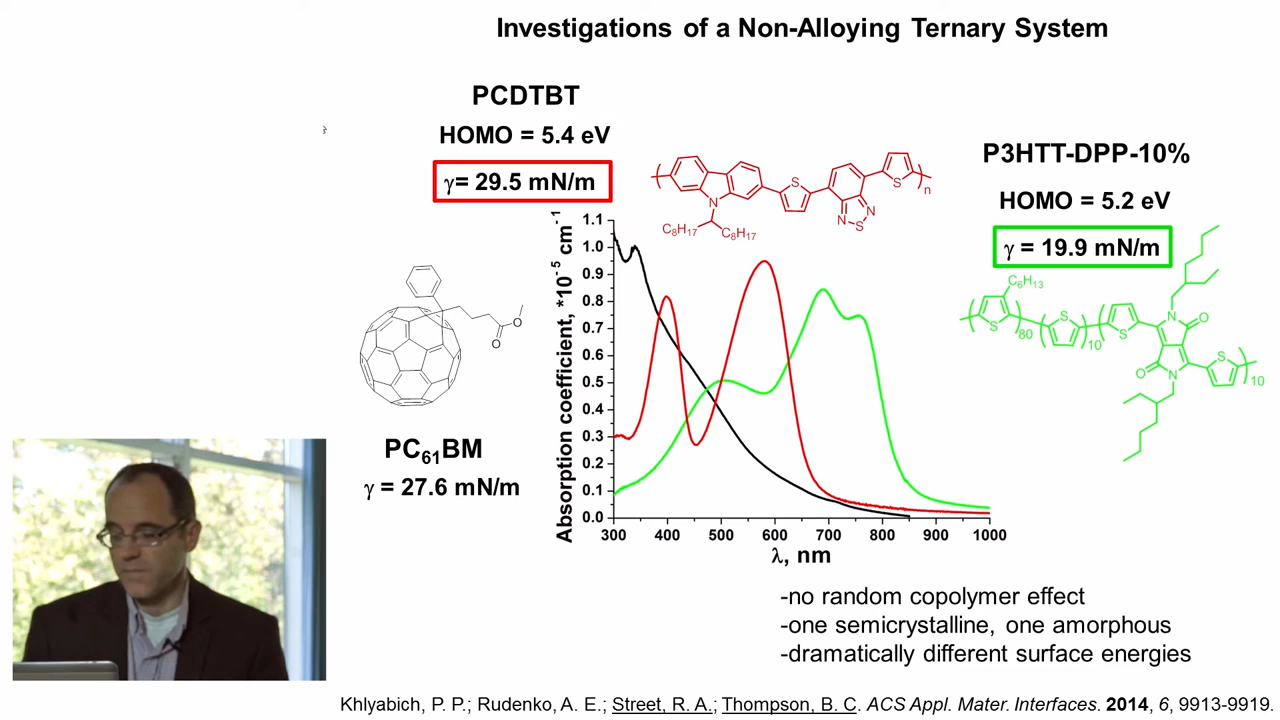 Investigations of a Non-Alloying Ternary System
PCDTBT
HOMO = 5.4 eV
γ= 29.5 mN/m
P3HTT-DPP-10%
HOMO = 5.2 eV
γ = 19.9 mN/m
S
S
n
N
N
N
S
C8H17
C8H17
C6H13
S
80
S
10
S
N
O
O
N
S
10
O
O
PC61BM
γ = 27.6 mN/m
Absorption coefficient, *10^-5 cm^-1
1.1
1.0
0.9
0.8
0.7
0.6
0.5
0.4
0.3
0.2
0.1
0.0
300 400 500 600 700 800 900 1000
λ, nm
-no random copolymer effect
-one semicrystalline, one amorphous
-dramatically different surface energies
Khlyabich, P. P.; Rudenko, A. E.; Street, R. A.; Thompson, B. C. ACS Appl. Mater. Interfaces. 2014, 6, 9913-9919.